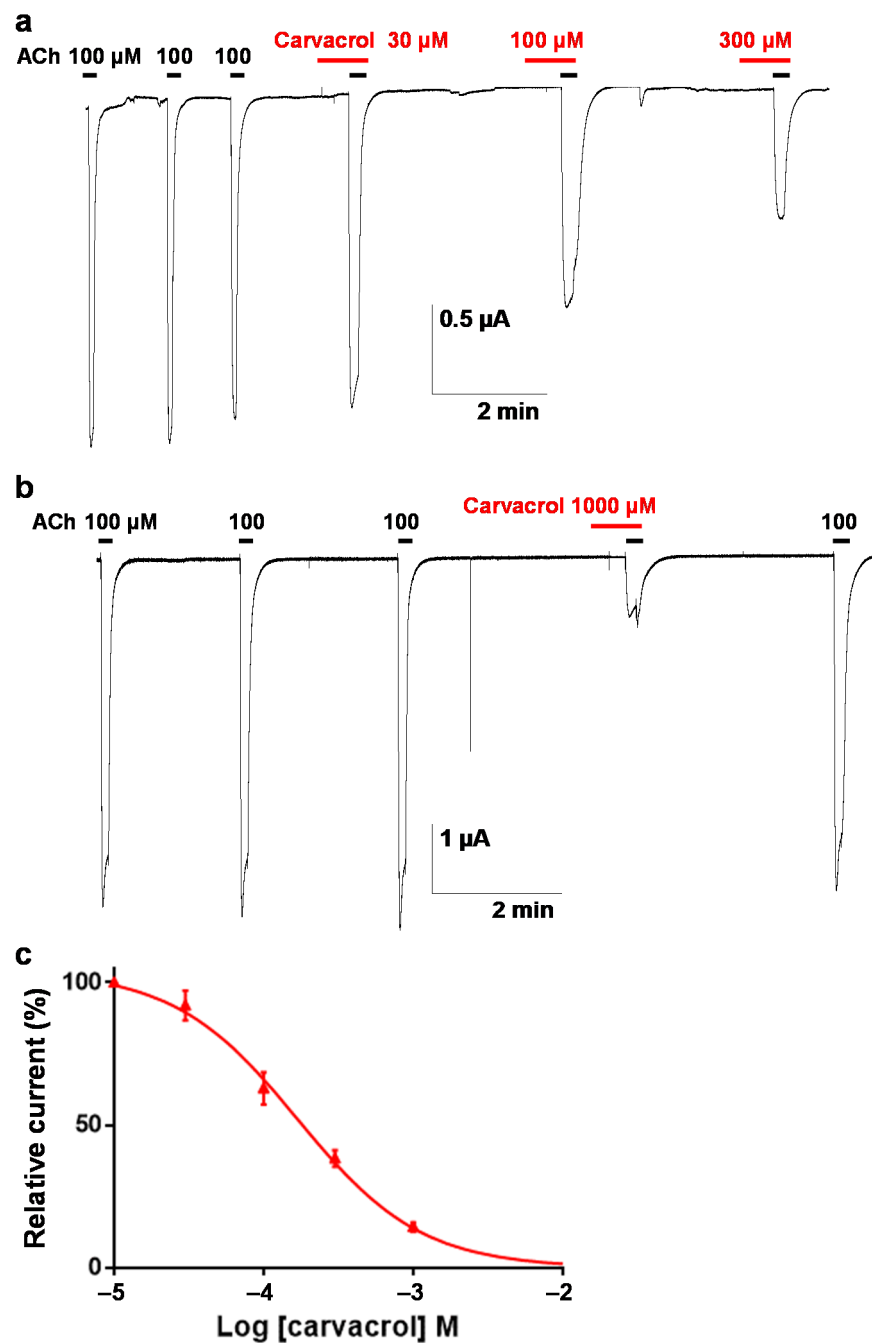 a
Carvacrol 30 µM 100 µM 300 µM
ACh 100 µM 100 100
0.5 µA
2 min
b
Carvacrol 1000 µM
ACh 100 µM 100 100 100
1 µA
2 min
c
100
50
0
Relative current (%)
–5 –4 –3 –2
Log [carvacrol] M